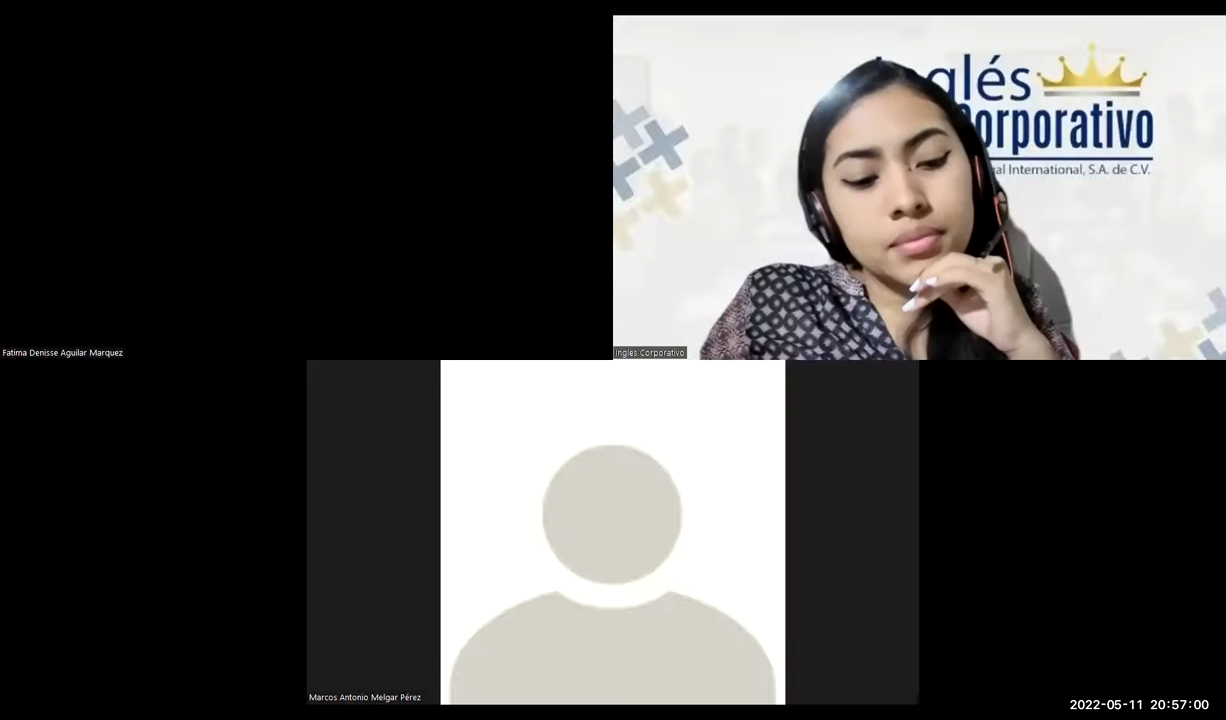 Inglés
Corporativo
al International, S.A. de C.V.
Fatima Denisse Aguilar Marquez
Ingles Corporativo
Marcos Antonio Melgar Pérez
2022-05-11 20:57:00